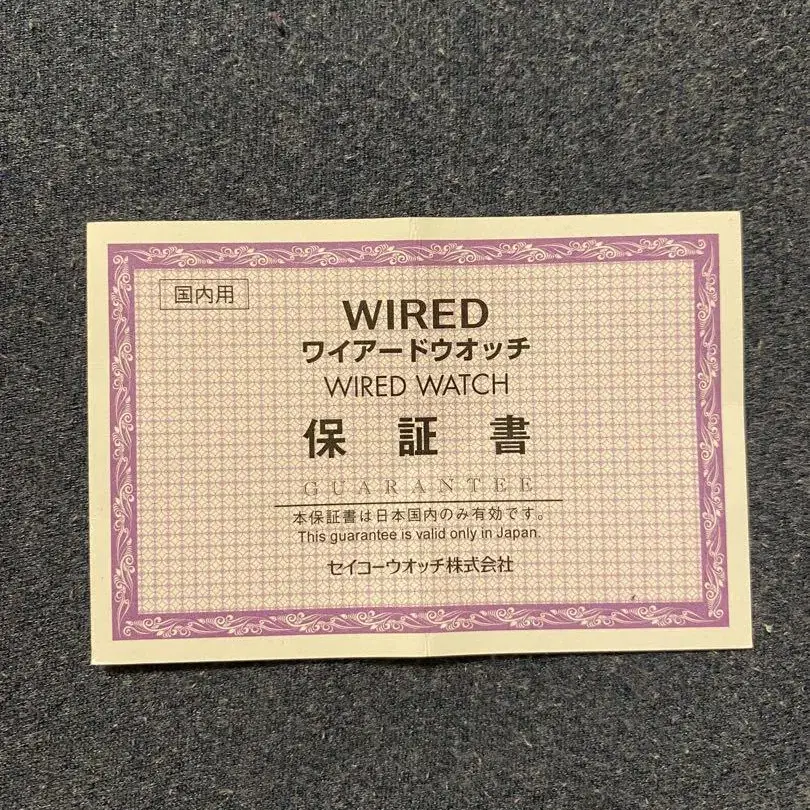 国内用
WIRED
ワイアードウオッチ
WIRED WATCH
保証書
GUARANTEE
本保証書は日本国内のみ有効です。
This guarantee is valid only in Japan.
セイコーウオッチ株式会社